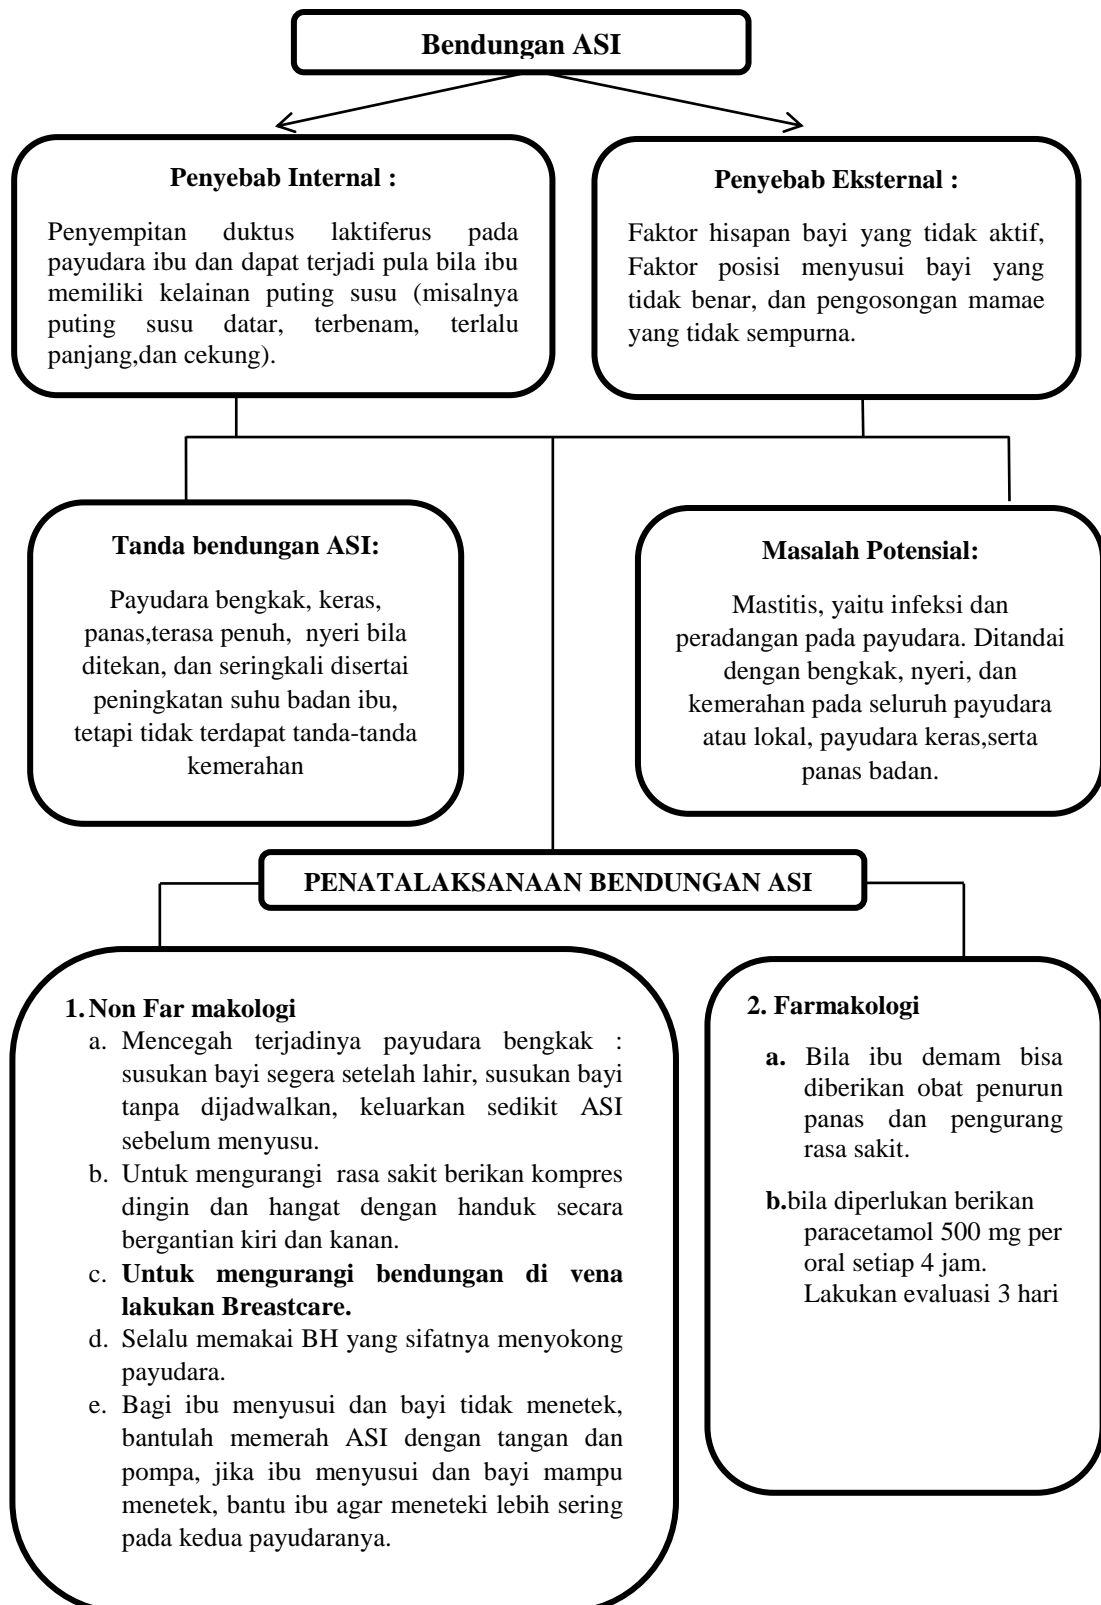 Bendungan ASI
Penyebab Internal :
Penyempitan duktus laktiferus pada
payudara ibu dan dapat terjadi pula bila ibu
memiliki kelainan puting susu (misalnya
puting susu datar, terbenam, terlalu
panjang,dan cekung).
Penyebab Eksternal :
Faktor hisapan bayi yang tidak aktif,
Faktor posisi menyusui bayi yang
tidak benar, dan pengosongan mamae
yang tidak sempurna.
Tanda bendungan ASI:
Payudara bengkak, keras,
panas,terasa penuh, nyeri bila
ditekan, dan seringkali disertai
peningkatan suhu badan ibu,
tetapi tidak terdapat tanda-tanda
kemerahan
Masalah Potensial:
Mastitis, yaitu infeksi dan
peradangan pada payudara. Ditandai
dengan bengkak, nyeri, dan
kemerahan pada seluruh payudara
atau lokal, payudara keras,serta
panas badan.
PENATALAKSANAAN BENDUNGAN ASI
1. Non Far makologi
a. Mencegah terjadinya payudara bengkak :
susukan bayi segera setelah lahir, susukan bayi
tanpa dijadwalkan, keluarkan sedikit ASI
sebelum menyusu.
b. Untuk mengurangi rasa sakit berikan kompres
dingin dan hangat dengan handuk secara
bergantian kiri dan kanan.
c. Untuk mengurangi bendungan di vena
lakukan Breastcare.
d. Selalu memakai BH yang sifatnya menyokong
payudara.
e. Bagi ibu menyusui dan bayi tidak menetek,
bantulah memerah ASI dengan tangan dan
pompa, jika ibu menyusui dan bayi mampu
menetek, bantu ibu agar meneteki lebih sering
pada kedua payudaranya.
2. Farmakologi
a. Bila ibu demam bisa
diberikan obat penurun
panas dan pengurang
rasa sakit.
b.bila diperlukan berikan
paracetamol 500 mg per
oral setiap 4 jam.
Lakukan evaluasi 3 hari